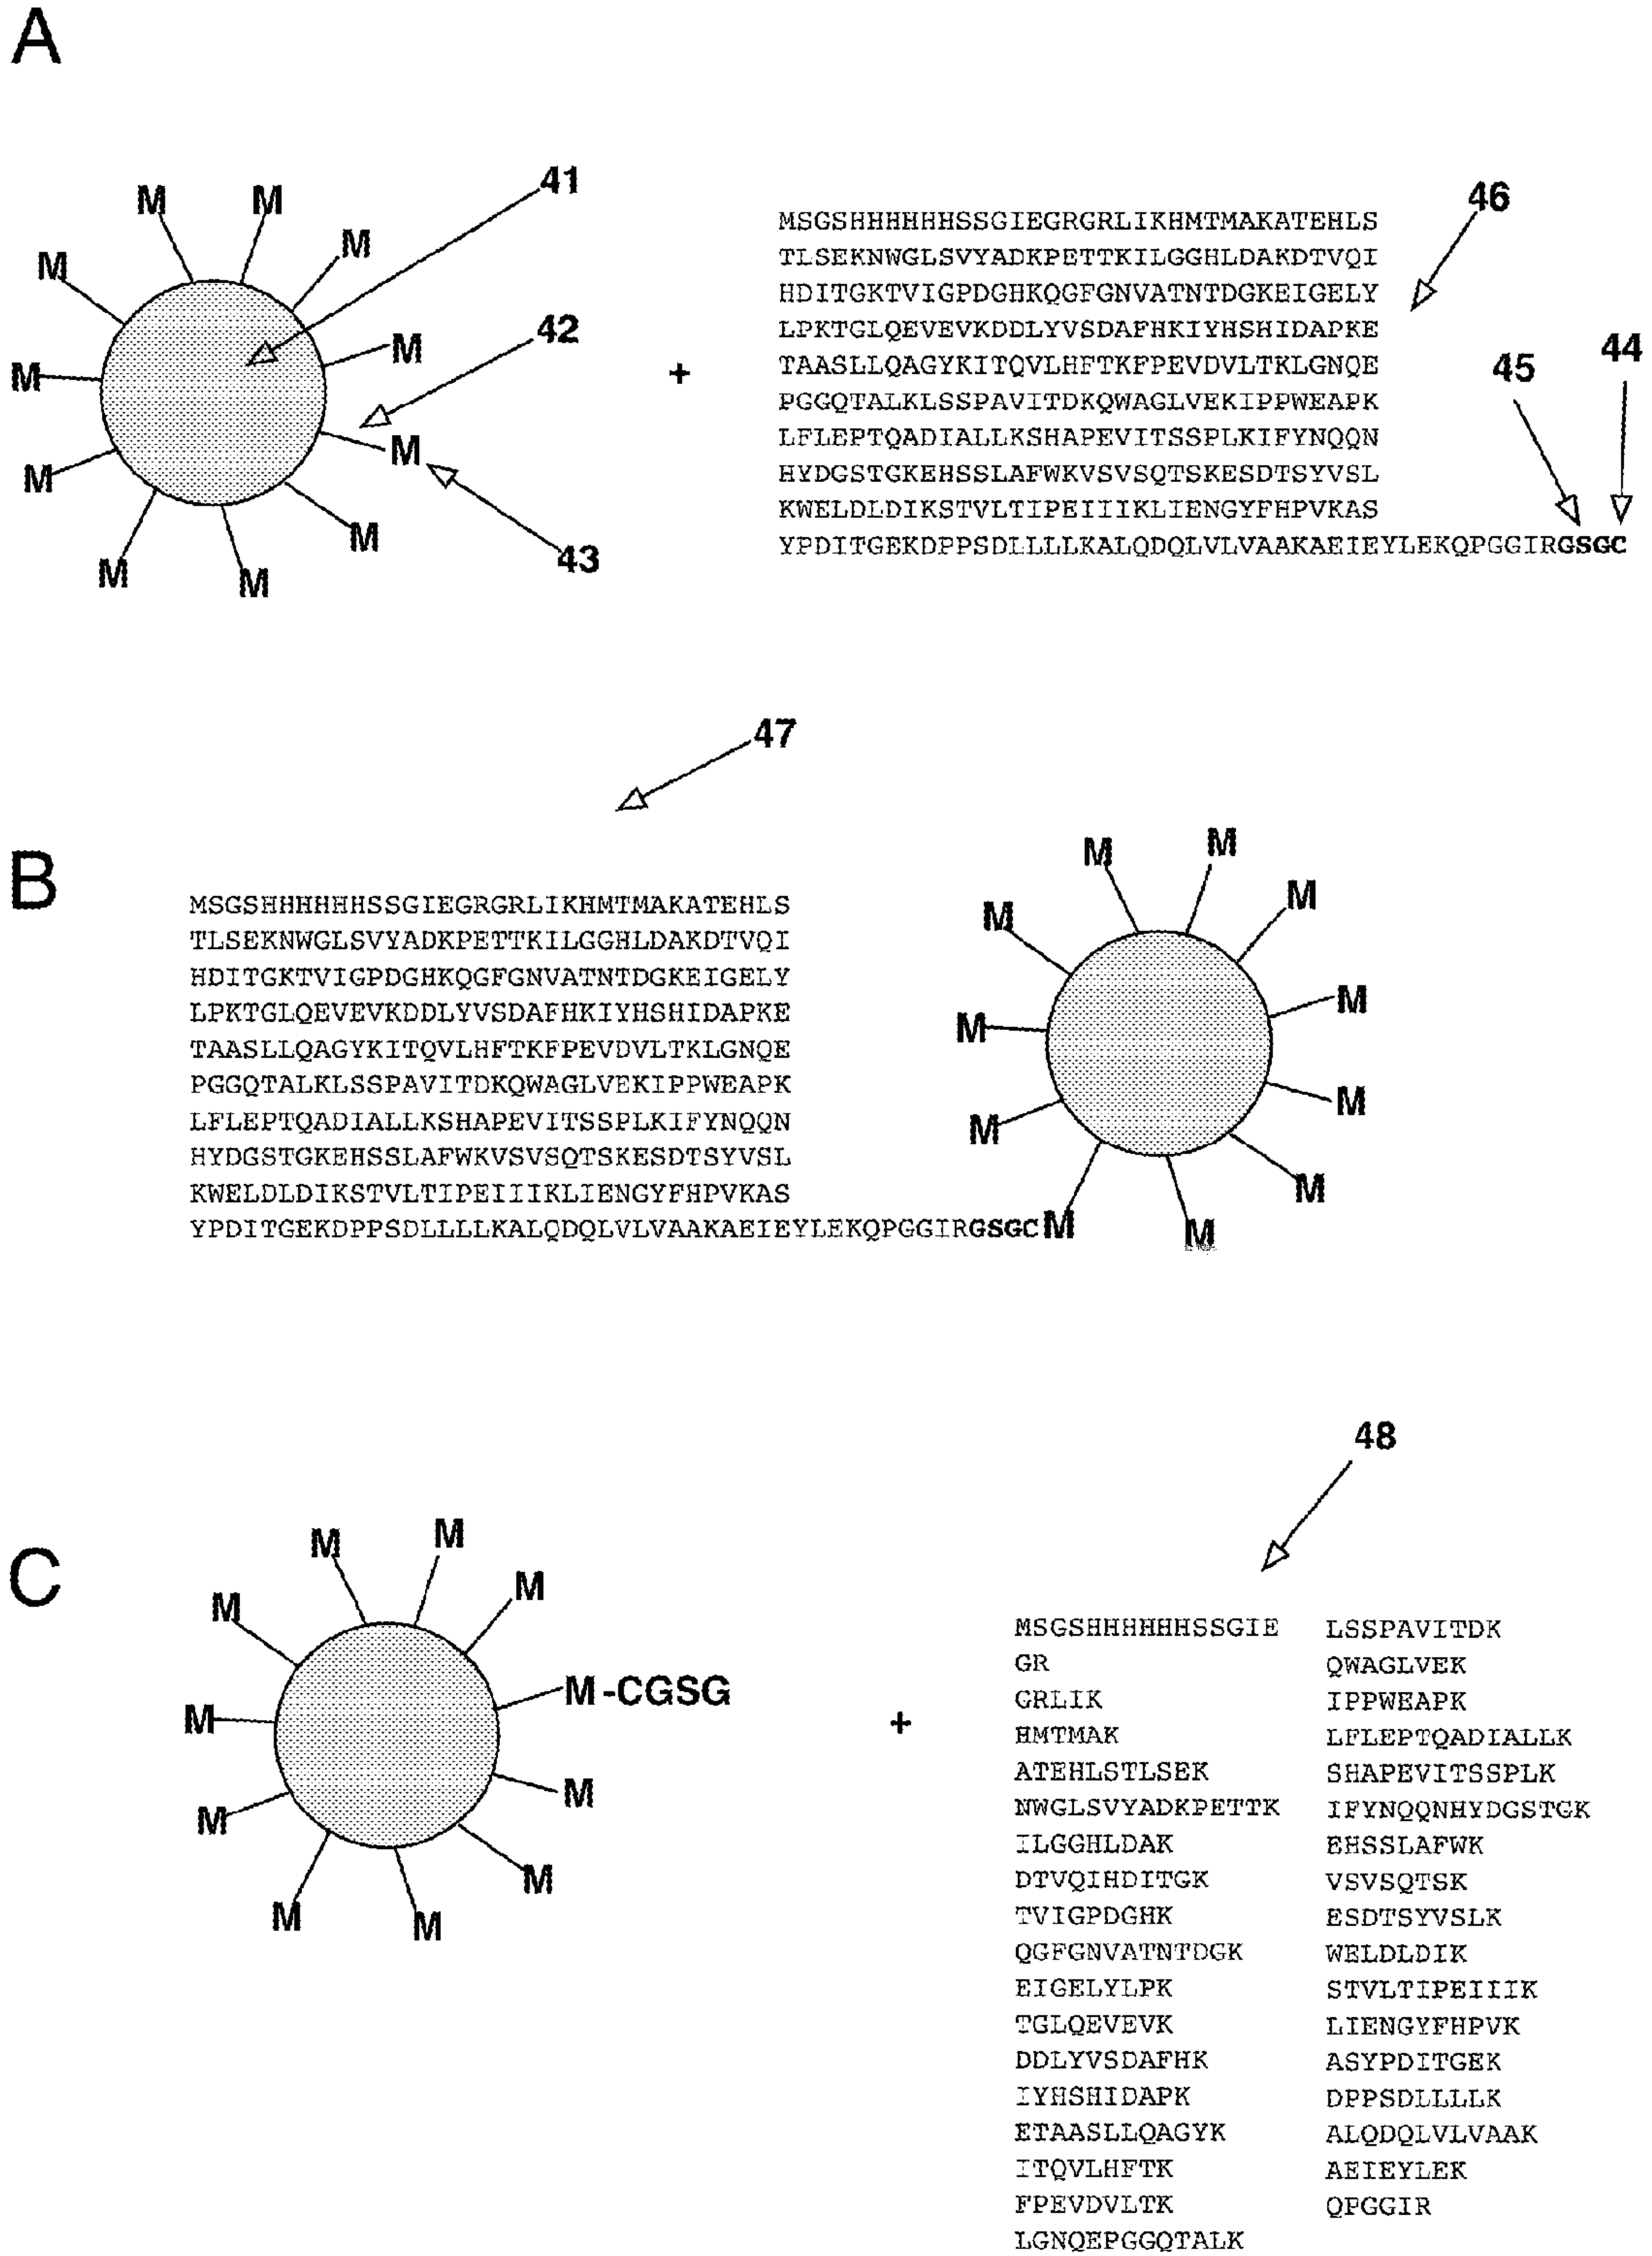 A
M M
41
M
M
M
42
M
M
M
43
M
M
M
+
46
45
44
MSGSHHHHHHSSGIEGRGRLIKHMTMAKATEHLS
TLSEKNWGLSVYADKPETTKILGGHLDAKDTVQI
HDITGKTVIGPDGHKQGFGNVATNTDGKEIGELY
LPKTGLQEVEVKDDLYVSDAFHKIYHSHIDAPKE
TAASLLQAGYKITQVLHFTKFPEVDVLTKLGNQE
PGGQTALKLSSPAVITDKQWAGLVEKIPPWEAPK
LFLEPTQADIALLKSHAPEVITSSPLKIFYNQQN
HYDGSTGKEHSSLAFWKVSVSQTSKESDTSYVSL
KWELDLDIKSTVLTIPEIIIKLIENGYFHPVKAS
YPDITGEKDPPSDLLLLKALQDQLVLVAAKAEIEYLEKQPGGIRGSGC
47
B
MSGSHHHHHHSSGIEGRGRLIKHMTMAKATEHLS
TLSEKNWGLSVYADKPETTKILGGHLDAKDTVQI
HDITGKTVIGPDGHKQGFGNVATNTDGKEIGELY
LPKTGLQEVEVKDDLYVSDAFHKIYHSHIDAPKE
TAASLLQAGYKITQVLHFTKFPEVDVLTKLGNQE
PGGQTALKLSSPAVITDKQWAGLVEKIPPWEAPK
LFLEPTQADIALLKSHAPEVITSSPLKIFYNQQN
HYDGSTGKEHSSLAFWKVSVSQTSKESDTSYVSL
KWELDLDIKSTVLTIPEIIIKLIENGYFHPVKAS
YPDITGEKDPPSDLLLLKALQDQLVLVAAKAEIEYLEKQPGGIRGSGC M
M M
M
M
M
M
M
M
M
M
48
C
M M
M
M
M-CGSG
M
M
M
M
M
M
+
MSGSHHHHHHSSGIE
GR
GRLIK
HMTMAK
ATEHLSTLSEK
NWGLSVYADKPETTK
ILGGHLDAK
DTVQIHDITGK
TVIGPDGHK
QGFGNVATNTDGK
EIGELYLPK
TGLQEVEVK
DDLYVSDAFHK
IYHSHIDAPK
ETAASLLQAGYK
ITQVLHFTK
FPEVDVLTK
LGNQEPGGQTALK
LSSPAVITDK
QWAGLVEK
IPPWEAPK
LFLEPTQADIALLK
SHAPEVITSSPLK
IFYNQQNHYDGSTGK
EHSSLAFWK
VSVSQTSK
ESDTSYVSLK
WELDLDIK
STVLTIPEIIIK
LIENGYFHPVK
ASYPDITGEK
DPPSDLLLLK
ALQDQLVLVAAK
AEIEYLEK
QPGGIR